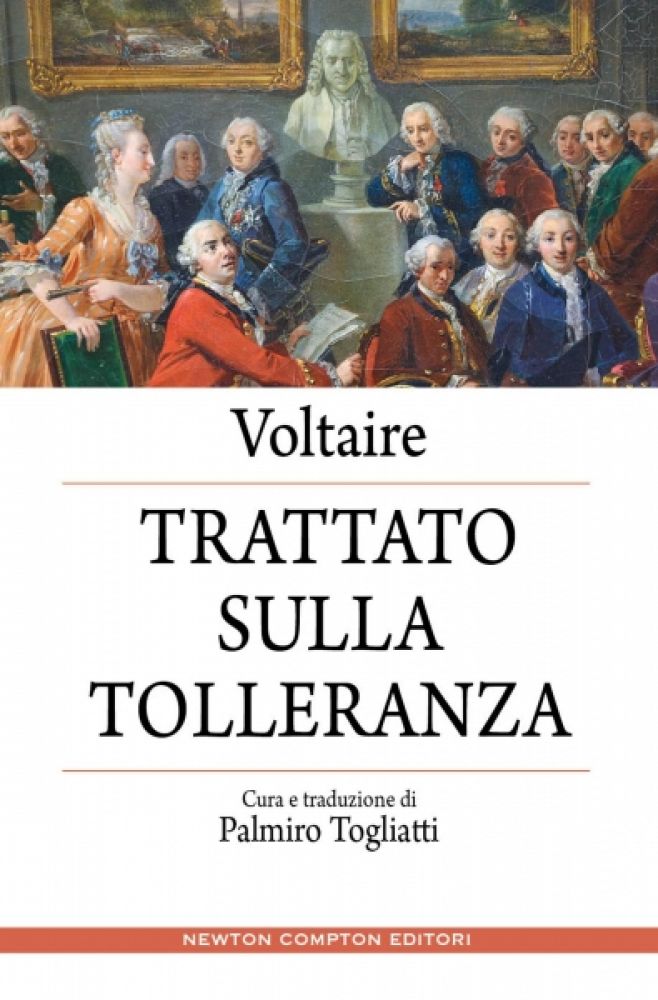 Voltaire
TRATTATO
SULLA
TOLLERANZA
Cura e traduzione di
Palmiro Togliatti
NEWTON COMPTON EDITORI